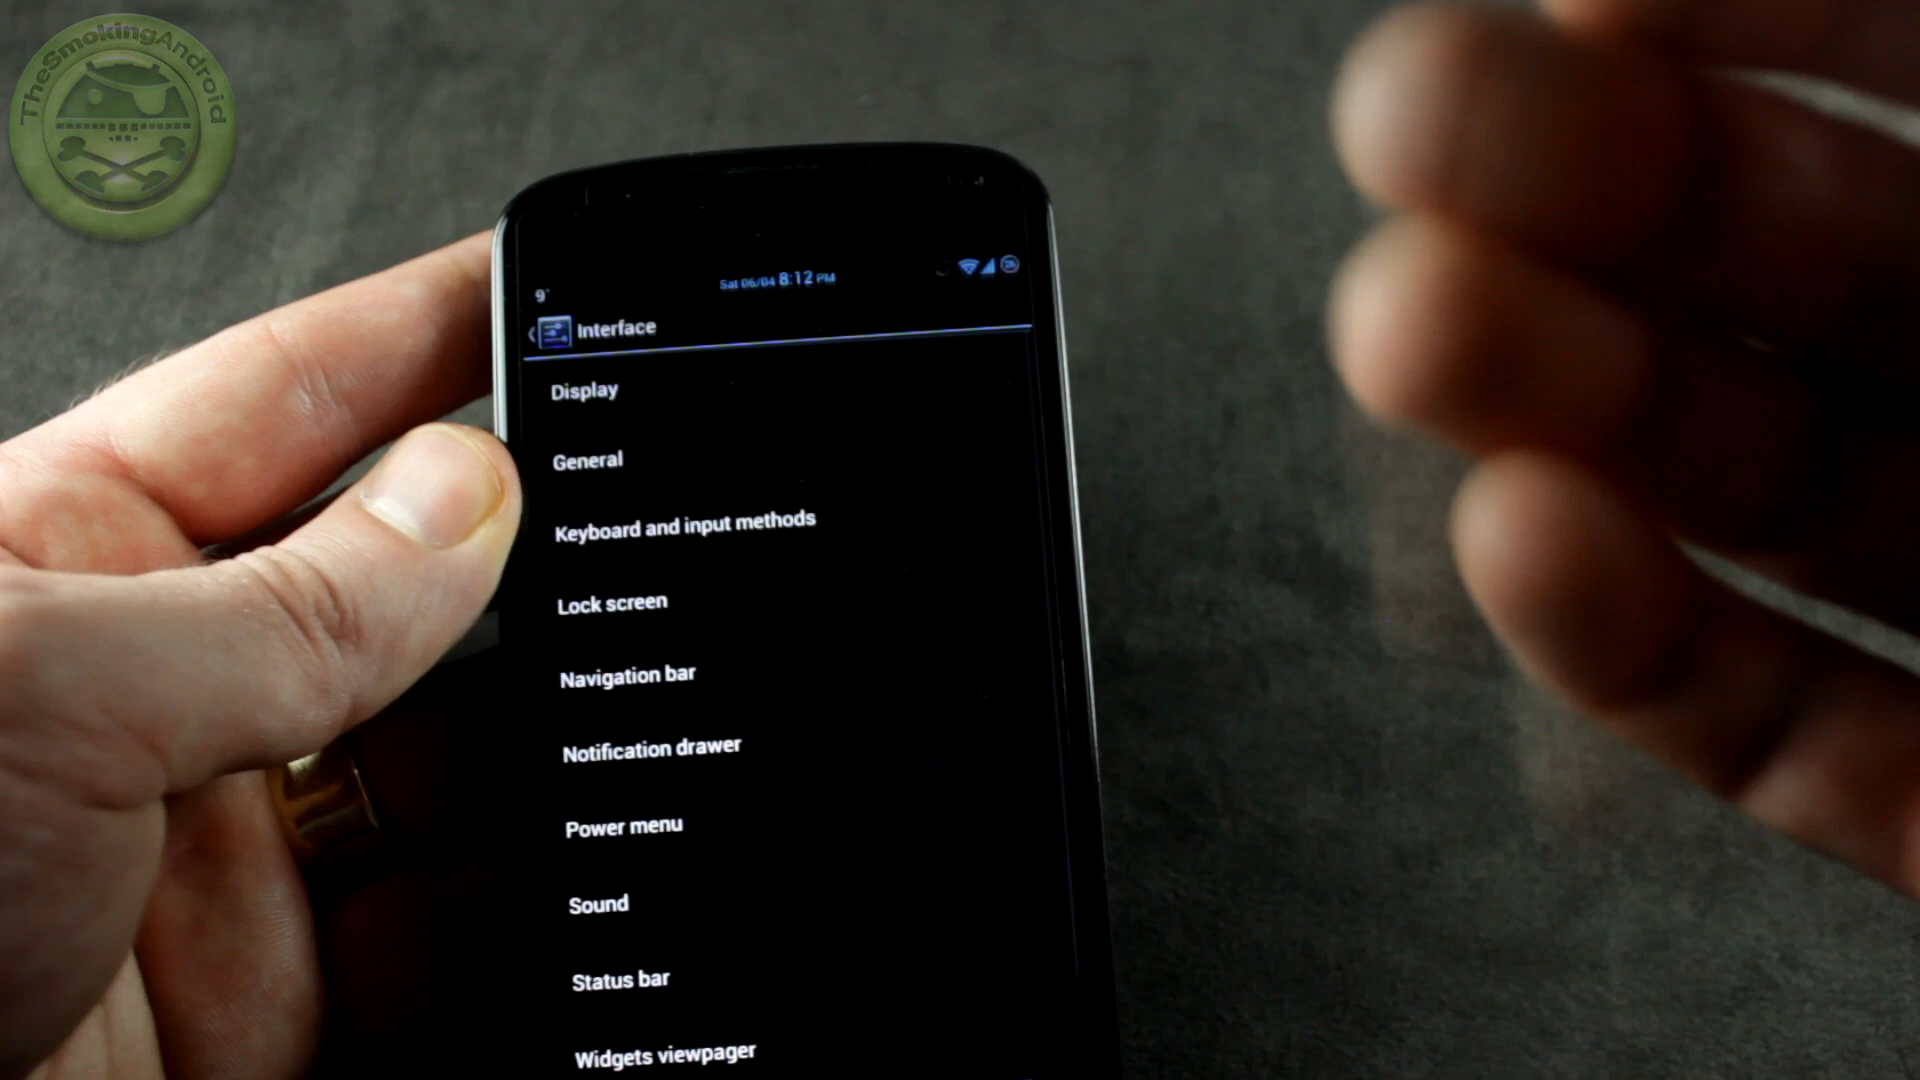 TheSmokingAndroid
9°
Sat 06/04 8:12 PM
Interface
Display
General
Keyboard and input methods
Lock screen
Navigation bar
Notification drawer
Power menu
Sound
Status bar
Widgets viewpager